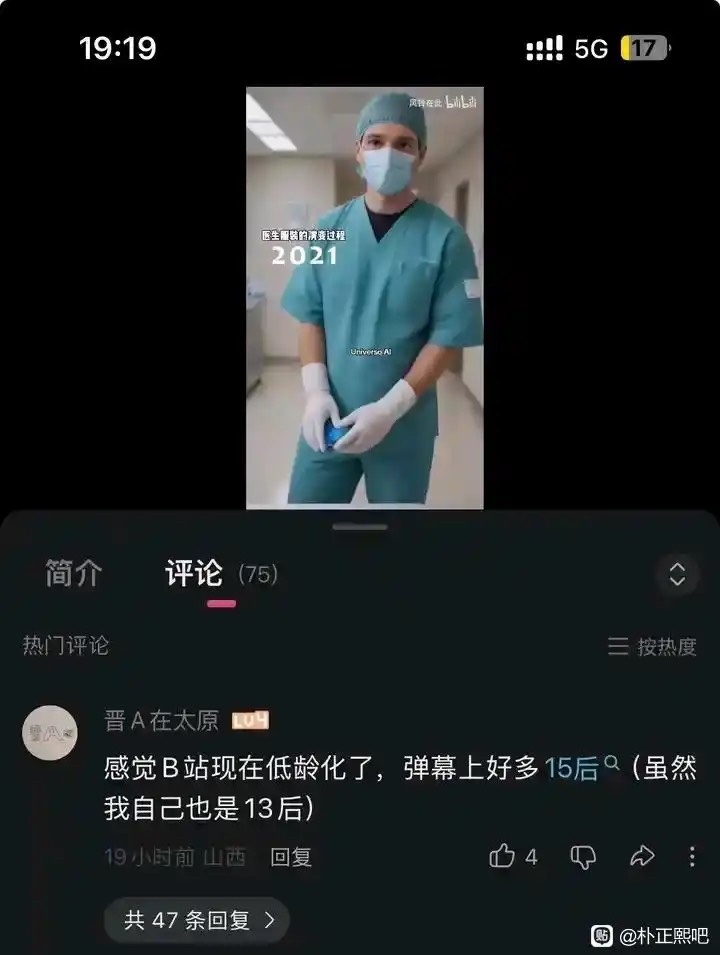 19:19
5G 17
风铃在此 bilibili
医生服装的演变过程
2021
Universo AI
简介 评论 (75)
热门评论 按热度
晋A在太原 LV4
感觉B站现在低龄化了，弹幕上好多15后（虽然
我自己也是13后）
19小时前 山西 回复 4
共 47 条回复
贴 @朴正熙吧